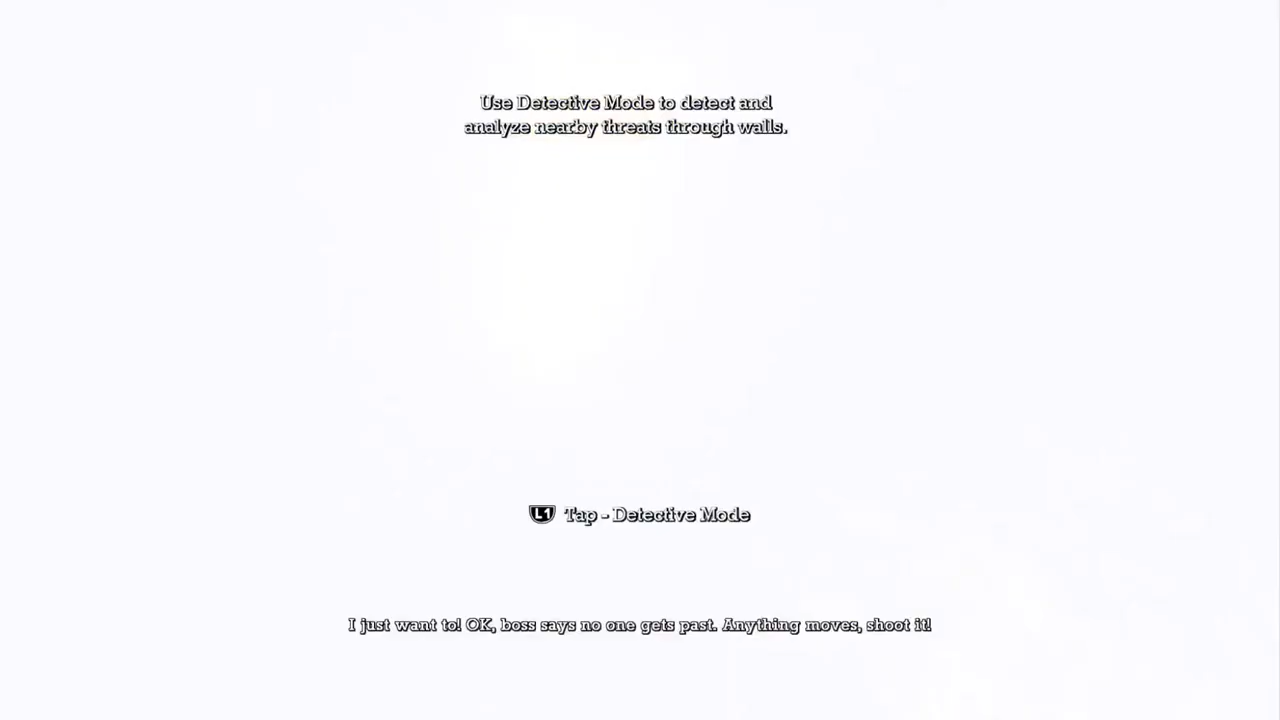 Use Detective Mode to detect and
analyze nearby threats through walls.
L1 Tap - Detective Mode
I just want to! OK, boss says no one gets past. Anything moves, shoot it!